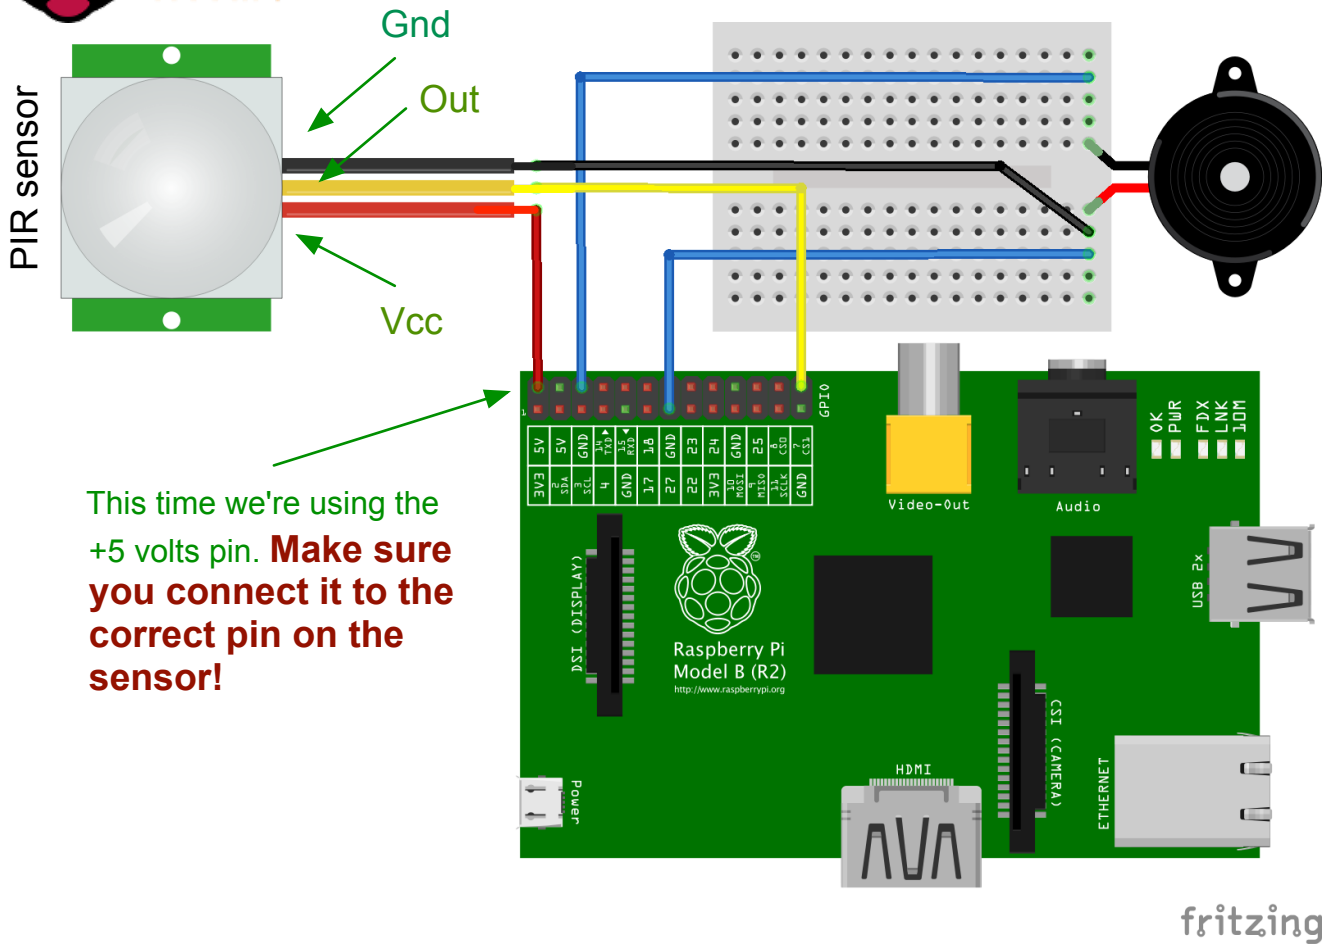 Gnd
Out
PIR sensor
Vcc
This time we're using the
+5 volts pin. Make sure
you connect it to the
correct pin on the
sensor!
1
GPIO
5V 5V GND 14 TXD 15 RXD 18 GND 23 24 GND 25 8 CS0 7 CS1
3V3 2 SDA 3 SCL 4 GND 17 27 22 3V3 10 MOSI 9 MISO 11 SCLK GND
OK
PWR
FDX
LNK
10M
Video-Out
Audio
USB 2x
DSI (DISPLAY)
Raspberry Pi
Model B (R2)
http://www.raspberrypi.org
TM
CSI (CAMERA)
ETHERNET
HDMI
Power
fritzing